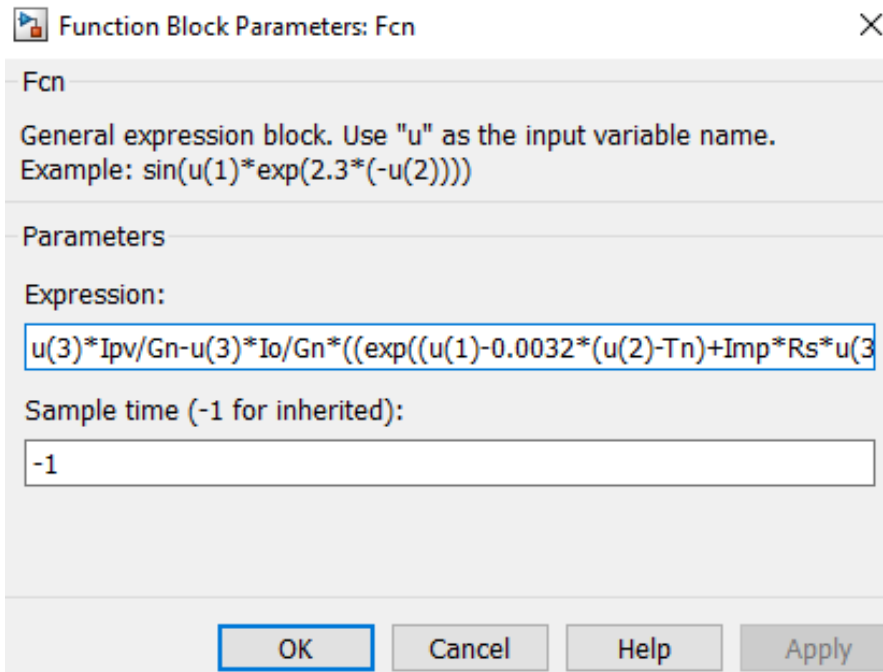 Function Block Parameters: Fcn
Fcn
General expression block. Use "u" as the input variable name.
Example: sin(u(1)*exp(2.3*(-u(2))))
Parameters
Expression:
u(3)*Ipv/Gn-u(3)*Io/Gn*((exp((u(1)-0.0032*(u(2)-Tn)+Imp*Rs*u(3
Sample time (-1 for inherited):
-1
OK Cancel Help Apply